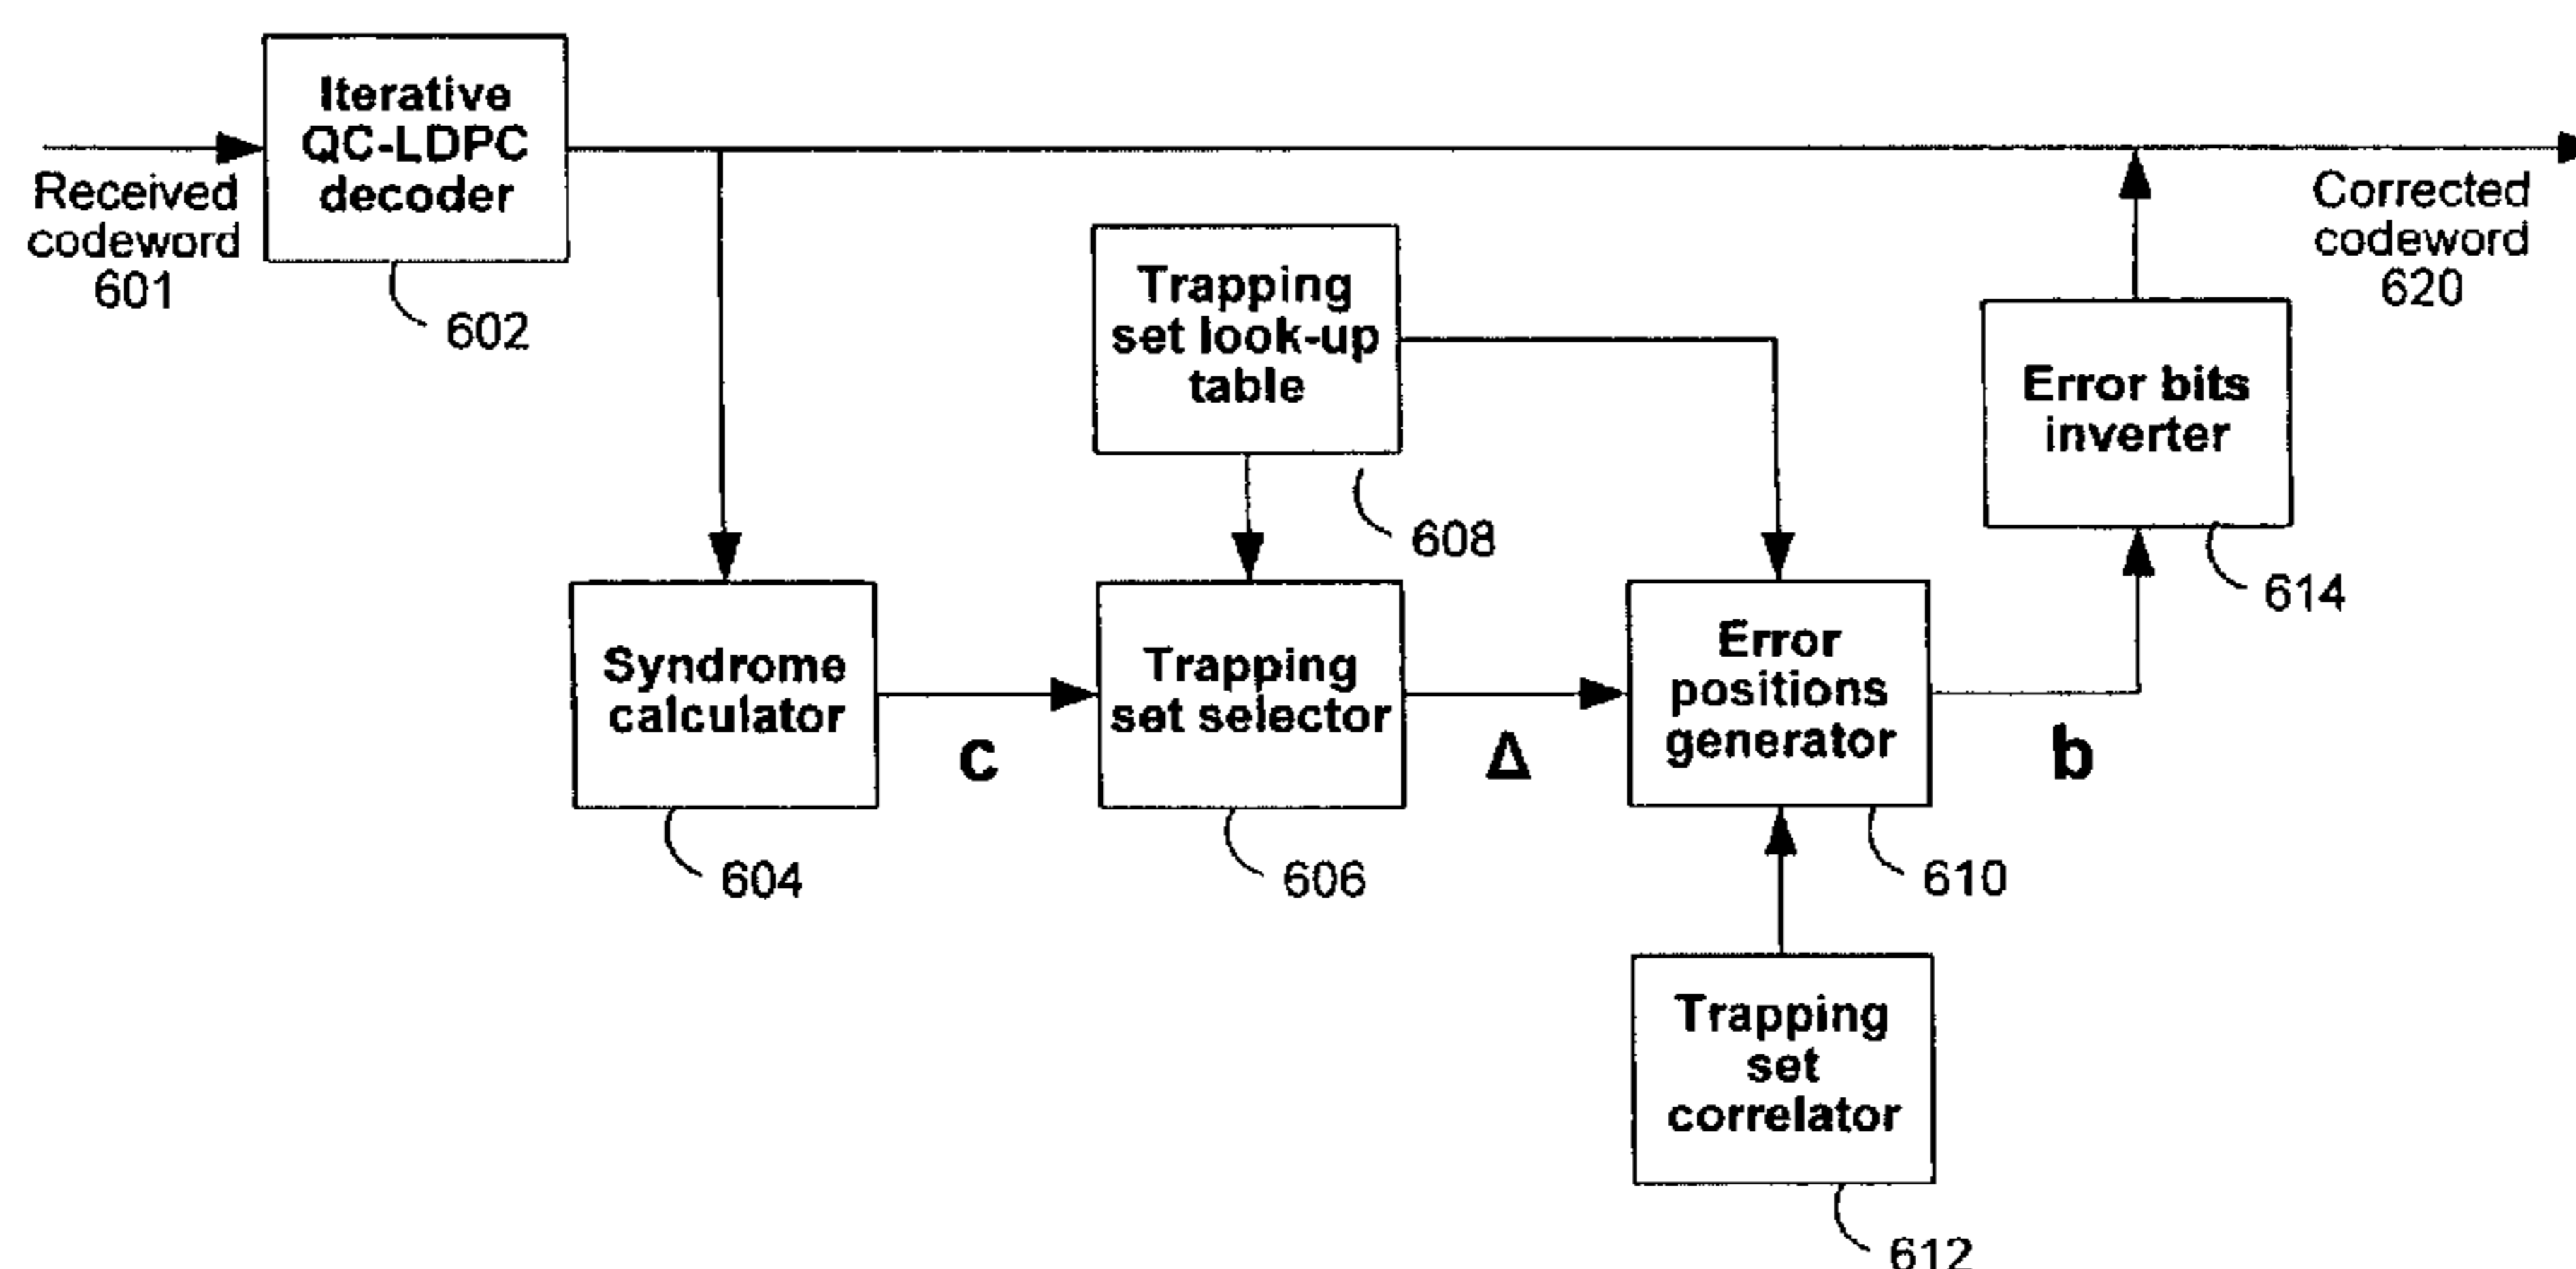 Iterative
QC-LDPC
decoder
Received
codeword
601
602
Corrected
codeword
620
Trapping
set look-up
table
608
Error bits
inverter
614
Syndrome
calculator
604
c
Trapping
set selector
606
Δ
Error
positions
generator
610
b
Trapping
set
correlator
612